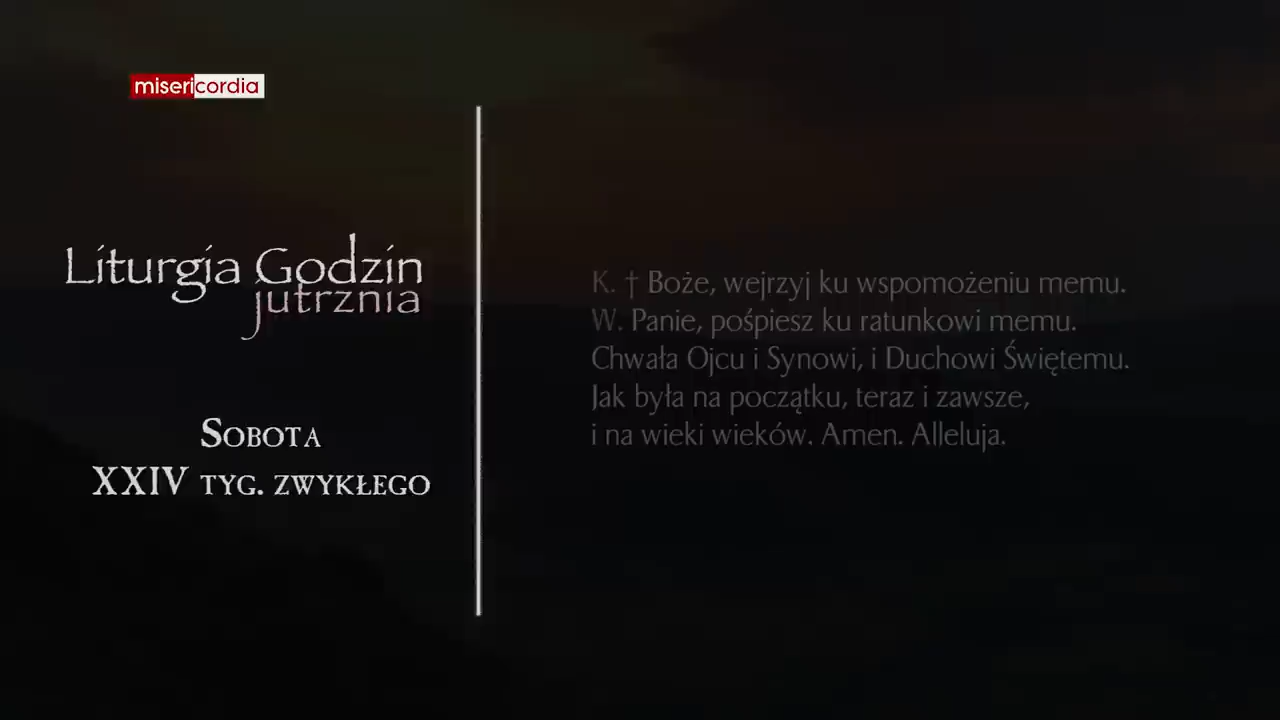 misericordia
Liturgia Godzin
jutrznia
Sobota
XXIV tyg. zwykłego
K. † Boże, wejrzyj ku wspomożeniu memu.
W. Panie, pośpiesz ku ratunkowi memu.
Chwała Ojcu i Synowi, i Duchowi Świętemu.
Jak była na początku, teraz i zawsze,
i na wieki wieków. Amen. Alleluja.